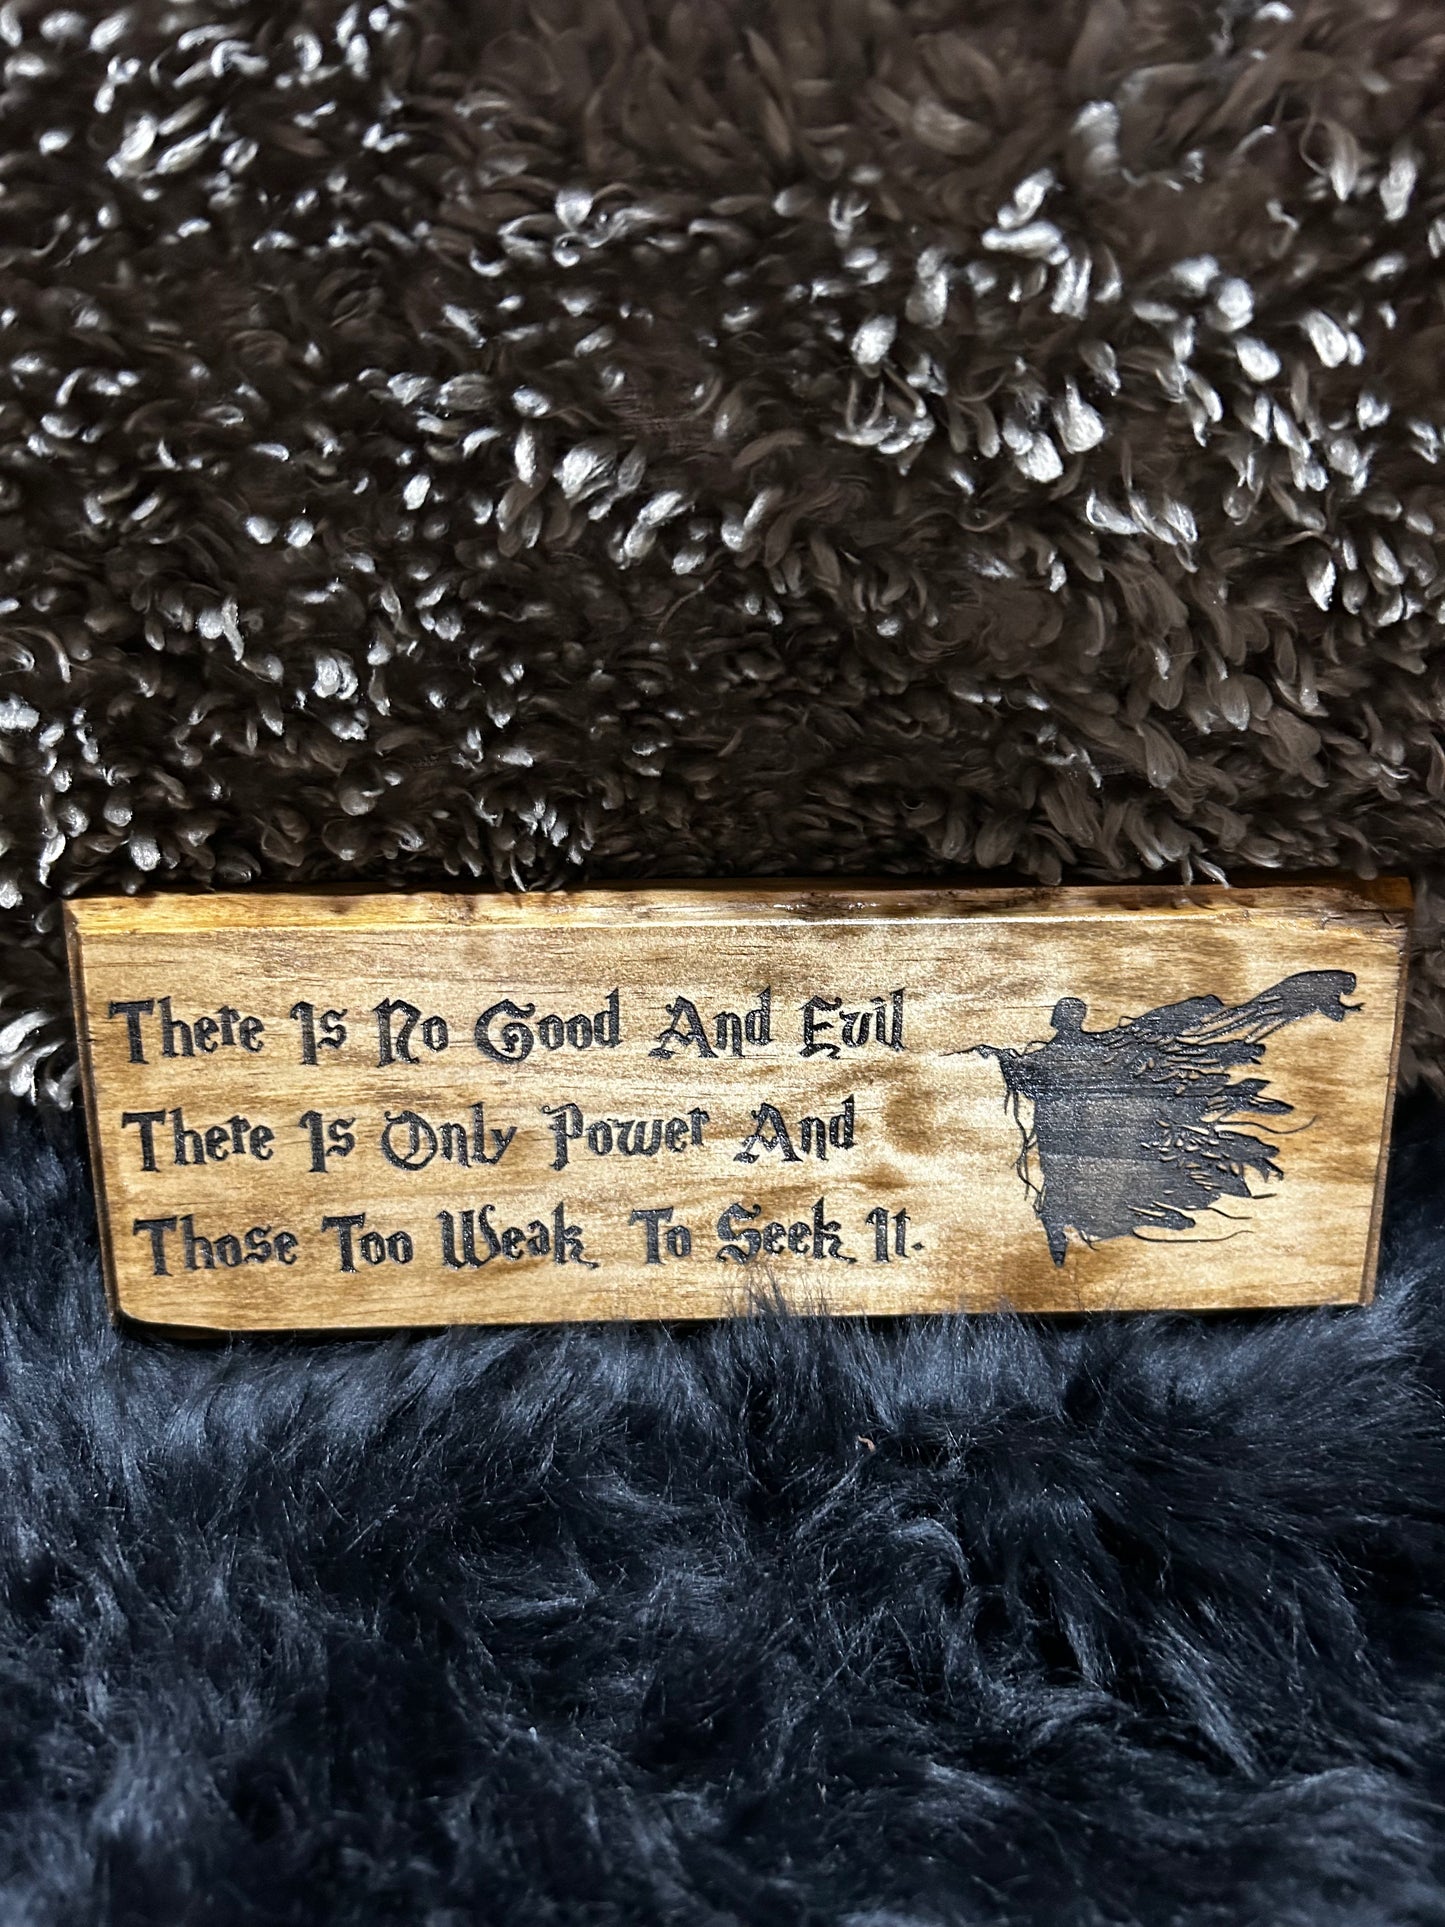 There Is No Good And Evil
There Is Only Power And
Those Too Weak To Seek It.